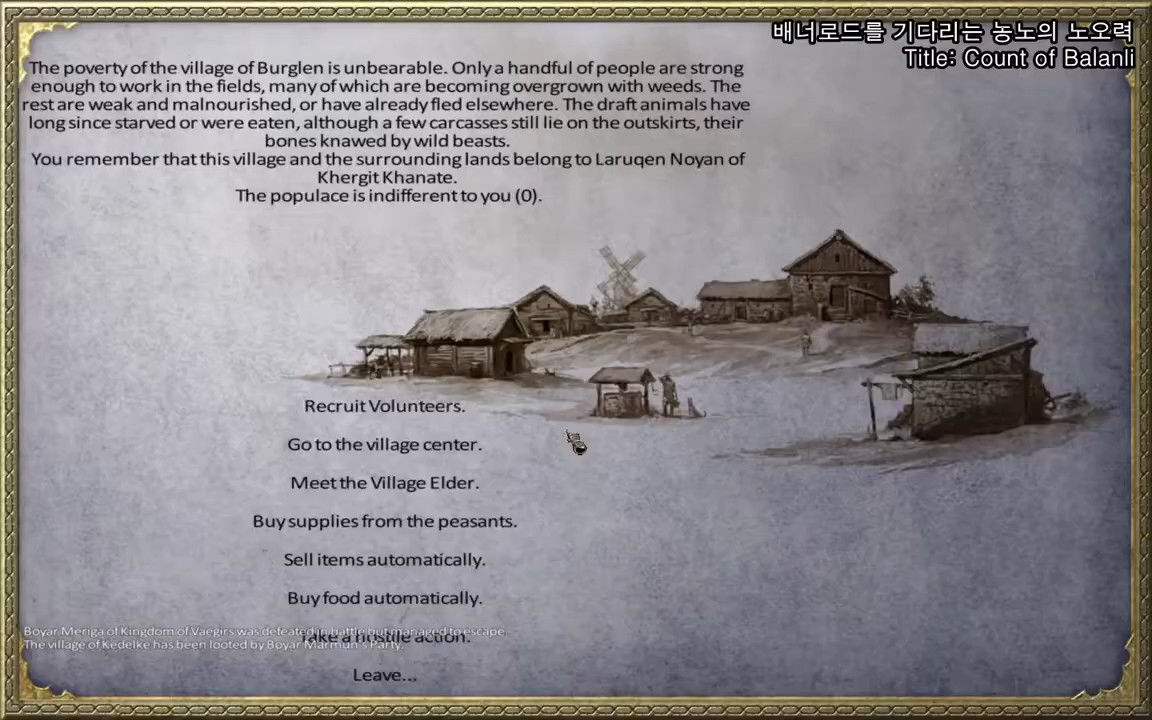 배너로드를 기다리는 농노의 노오력
Title: Count of Balanli
The poverty of the village of Burglen is unbearable. Only a handful of people are strong
enough to work in the fields, many of which are becoming overgrown with weeds. The
rest are weak and malnourished, or have already fled elsewhere. The draft animals have
long since starved or were eaten, although a few carcasses still lie on the outskirts, their
bones knawed by wild beasts.
You remember that this village and the surrounding lands belong to Laruqen Noyan of
Khergit Khanate.
The populace is indifferent to you (0).
Recruit Volunteers.
Go to the village center.
Meet the Village Elder.
Buy supplies from the peasants.
Sell items automatically.
Buy food automatically.
Boyar Meriga of Kingdom of Vaegirs was defeated in battle but managed to escape.
Take a hostile action.
The village of Kedelke has been looted by Boyar Marmun's Party.
Leave...